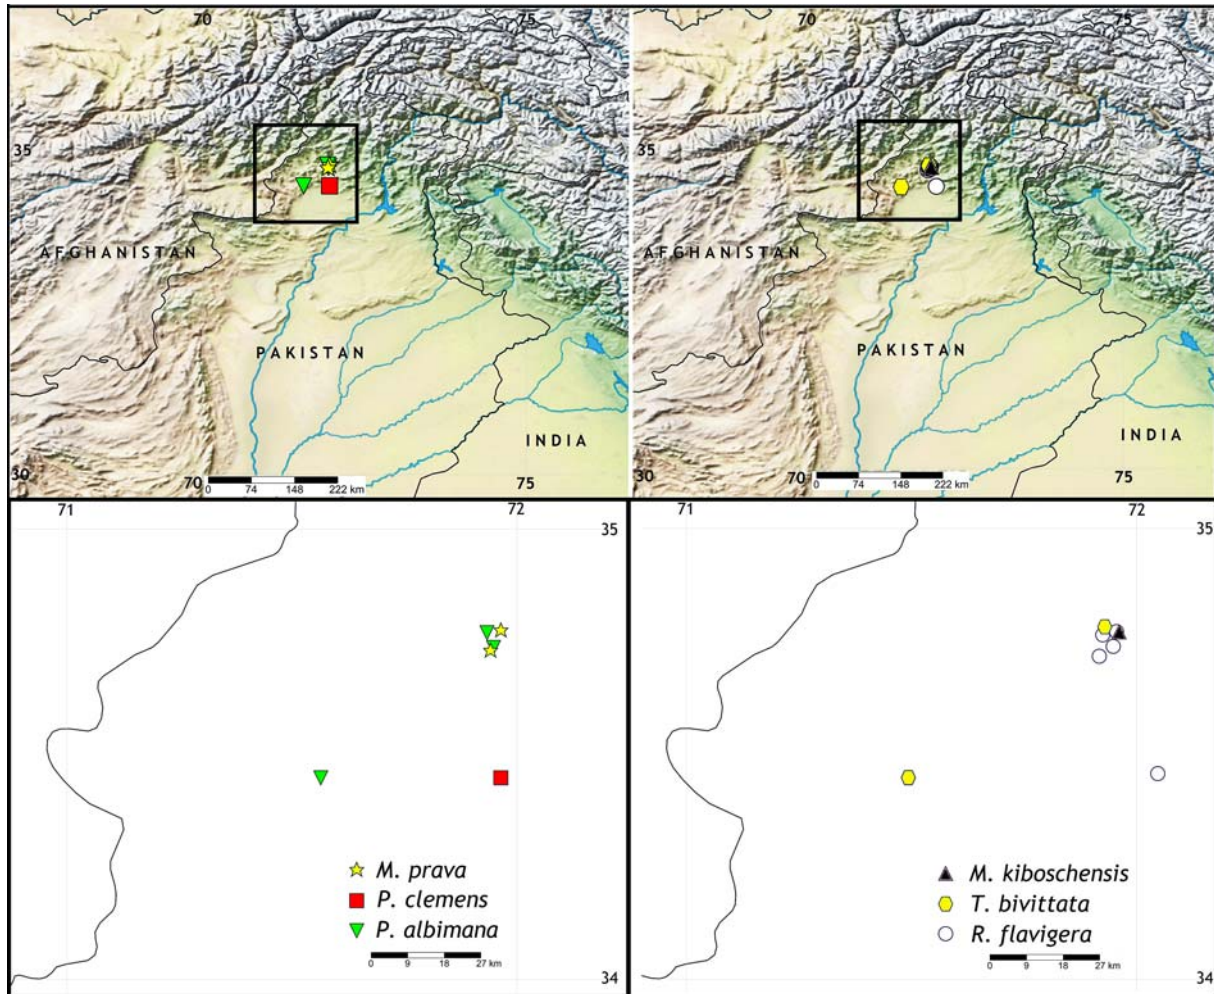 70 75
35
AFGHANISTAN
PAKISTAN
INDIA
30
70 75
0 74 148 222 km
70 75
35
AFGHANISTAN
PAKISTAN
INDIA
30
70 75
0 74 148 222 km
71 72
35
M. prava
P. clemens
P. albimana
0 9 18 27 km
34
71 72
35
M. kiboschensis
T. bivittata
R. flavigera
0 9 18 27 km
34